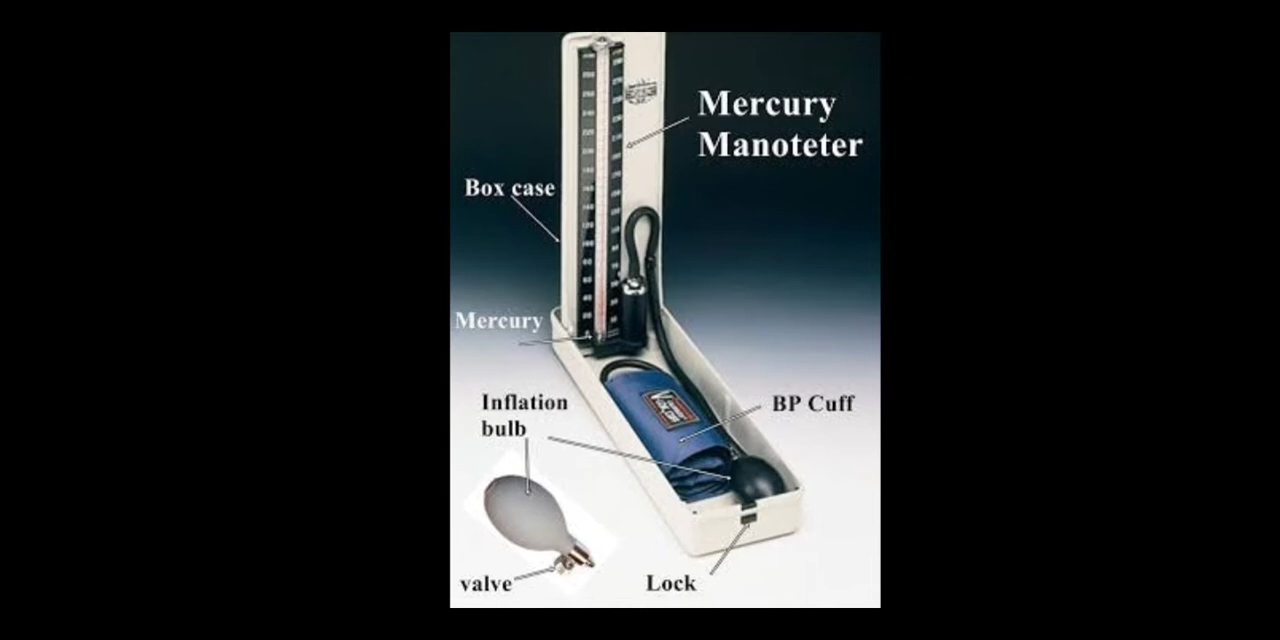 Mercury
Manoteter
Box case
Mercury
Inflation
bulb
BP Cuff
valve
Lock